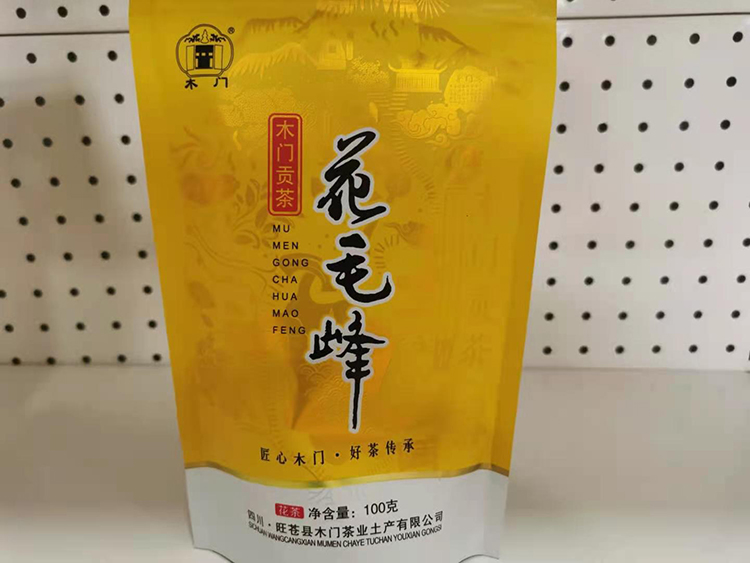 ®
木门
木门贡茶
花毛峰
MU
MEN
GONG
CHA
HUA
MAO
FENG
匠心木门·好茶传承
花茶 净含量：100克
四川·旺苍县木门茶业土产有限公司
SICHUAN WANGCANGXIAN MUMEN CHAYE TUCHAN YOUXIAN GONGSI